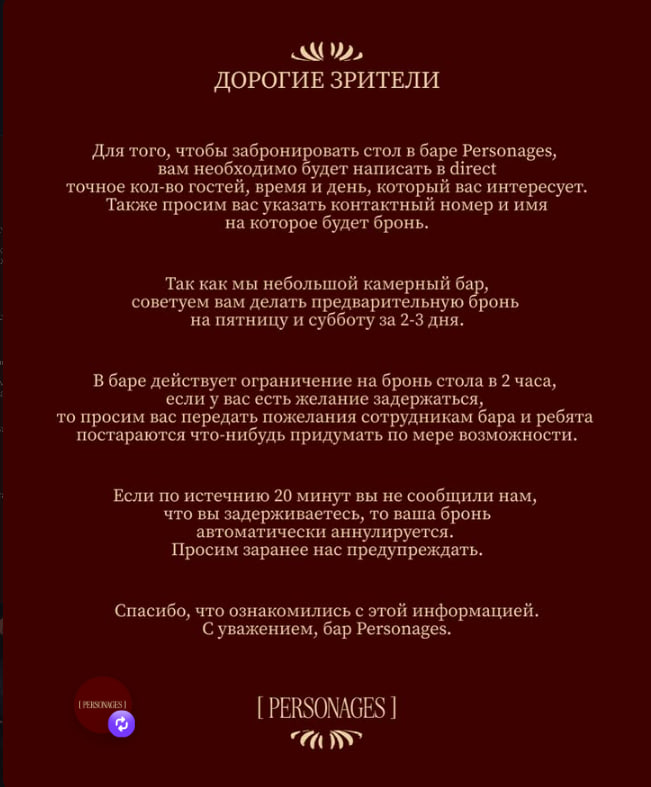 ДОРОГИЕ ЗРИТЕЛИ
Для того, чтобы забронировать стол в баре Personages,
вам необходимо будет написать в direct
точное кол-во гостей, время и день, который вас интересует.
Также просим вас указать контактный номер и имя
на которое будет бронь.
Так как мы небольшой камерный бар,
советуем вам делать предварительную бронь
на пятницу и субботу за 2-3 дня.
В баре действует ограничение на бронь стола в 2 часа,
если у вас есть желание задержаться,
то просим вас передать пожелания сотрудникам бара и ребята
постараются что-нибудь придумать по мере возможности.
Если по истечнию 20 минут вы не сообщили нам,
что вы задерживаетесь, то ваша бронь
автоматически аннулируется.
Просим заранее нас предупреждать.
Спасибо, что ознакомились с этой информацией.
С уважением, бар Personages.
[ PERSONAGES ]
[ PERSONAGES ]